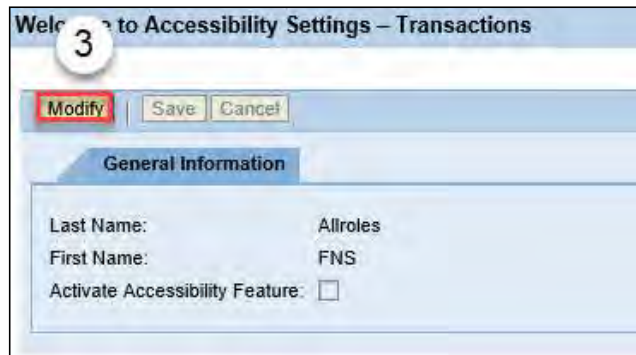 Welcome to Accessibility Settings – Transactions
3
Modify | Save Cancel
General Information
Last Name: Allroles
First Name: FNS
Activate Accessibility Feature: